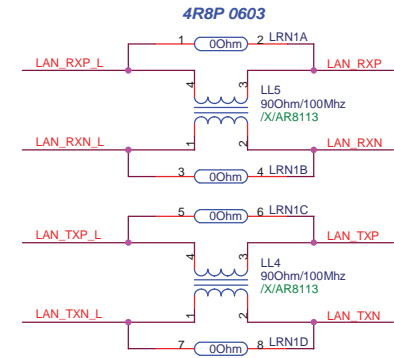 4R8P 0603
1 0Ohm 2 LRN1A
LAN_RXP_L LAN_RXP
4 3
LL5
90Ohm/100Mhz
/X/AR8113
1 2
LAN_RXN_L LAN_RXN
3 0Ohm 4 LRN1B
5 0Ohm 6 LRN1C
LAN_TXP_L LAN_TXP
4 3
LL4
90Ohm/100Mhz
/X/AR8113
1 2
LAN_TXN_L LAN_TXN
7 0Ohm 8 LRN1D